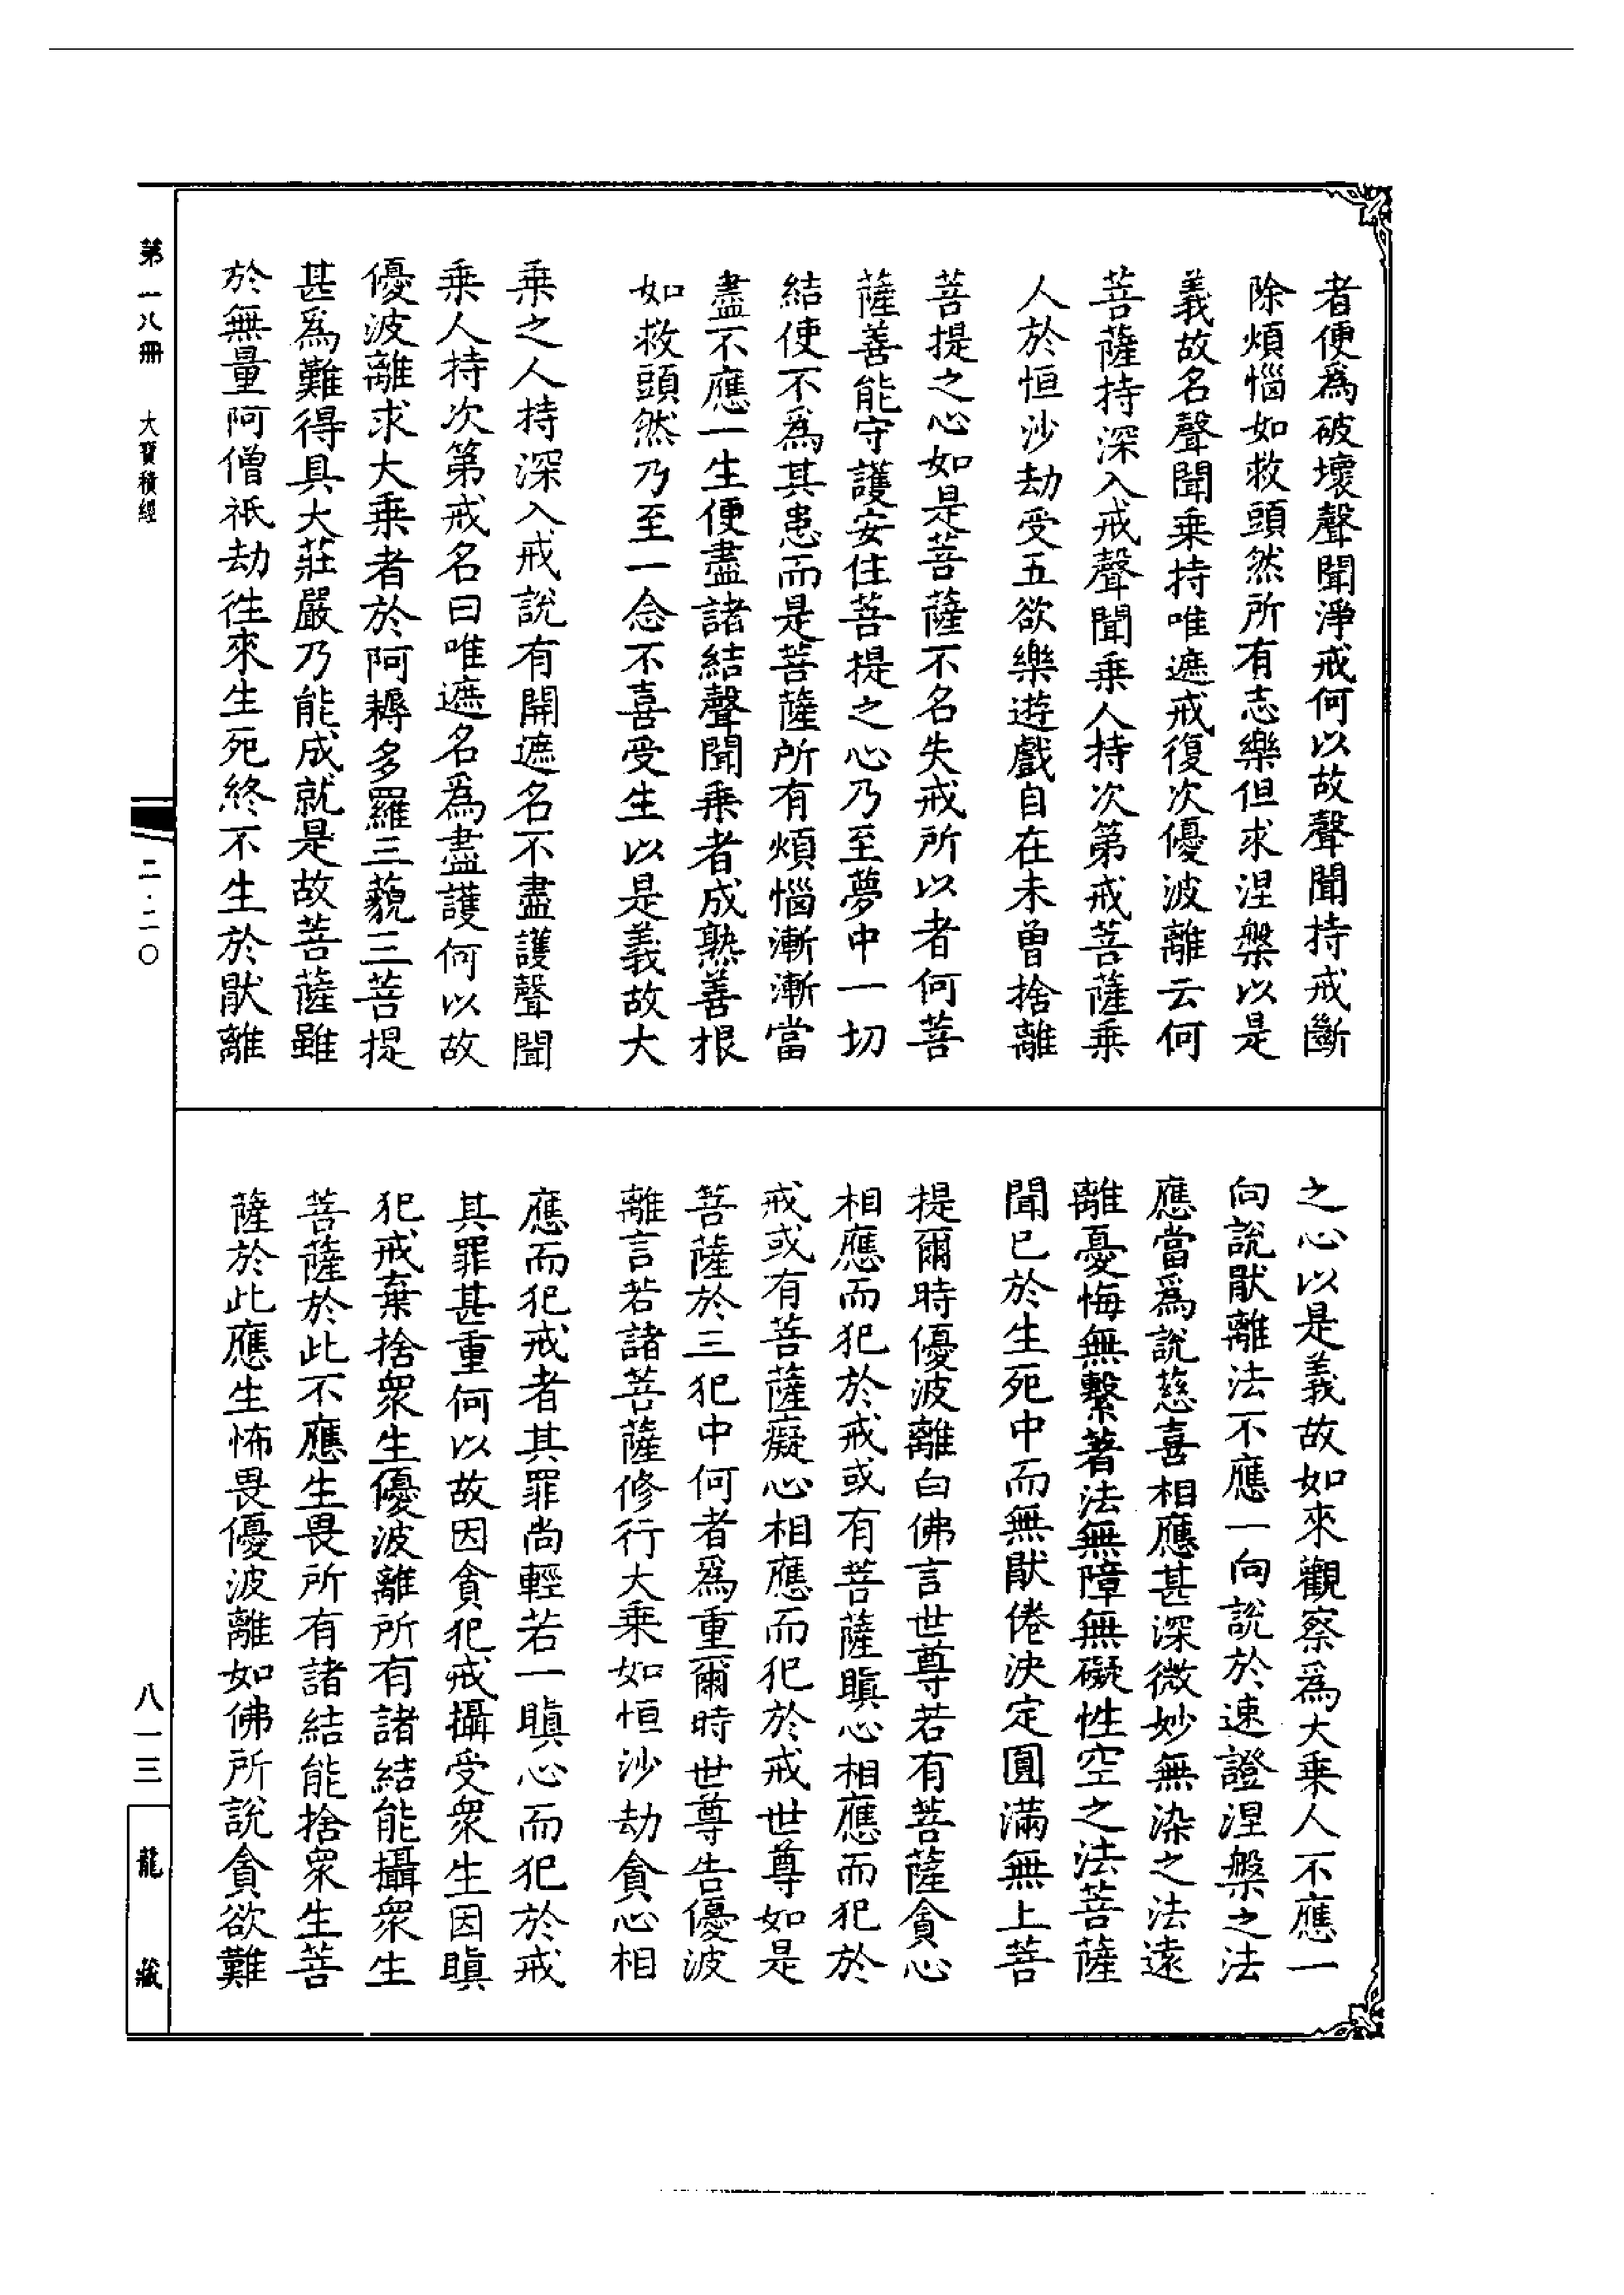 者便為破壞聲聞淨戒何以故聲聞持戒斷
除煩惱如救頭然所有志樂但求涅槃以是
義故名聲聞乗持唯遮戒復次優波離云何
菩薩持深入戒聲聞乗人持次第戒菩薩乗
人於恒沙劫受五欲樂遊戲自在未曾捨離
菩提之心如是菩薩不名失戒所以者何菩
薩善能守護安住菩提之心乃至夢中一切
結使不爲其患而是菩薩所有煩惱漸漸當
盡不應一生便盡諸結聲聞乗者成熟善根
如救頭然乃至一念不喜受生以是義故大
乗之人持深入戒說有開遮名不盡護聲聞
乗人持次第戒名曰唯遮名爲盡護何以故
優波離求大乗者於阿耨多羅三藐三菩提
甚爲難得具大莊嚴乃能成就是故菩薩雖
於無量阿僧祇劫徃來生死終不生於猒離
之心以是義故如來觀察爲大乗人不應一
向說猒離法不應一向說於速證涅槃之法
應當爲說慈喜相應甚深微妙無染之法遠
離憂悔無繫著法無障無礙性空之法菩薩
聞已於生死中而無猒倦決定圓滿無上菩
提爾時優波離白佛言世尊若有菩薩貪心
相應而犯於戒或有菩薩瞋心相應而犯於
戒或有菩薩癡心相應而犯於戒世尊如是
菩薩於三犯中何者爲重爾時世尊告優波
離言若諸菩薩修行大乗如恒沙劫貪心相
應而犯戒者其罪尚輕若一瞋心而犯於戒
其罪甚重何以故因貪犯戒攝受衆生因瞋
犯戒棄捨衆生優波離所有諸結能攝衆生
菩薩於此不應生畏所有諸結能捨衆生菩
薩於此應生怖畏優波離如佛所說貪欲難
第一八冊 大寶積經
二·二〇
八一三
龍藏